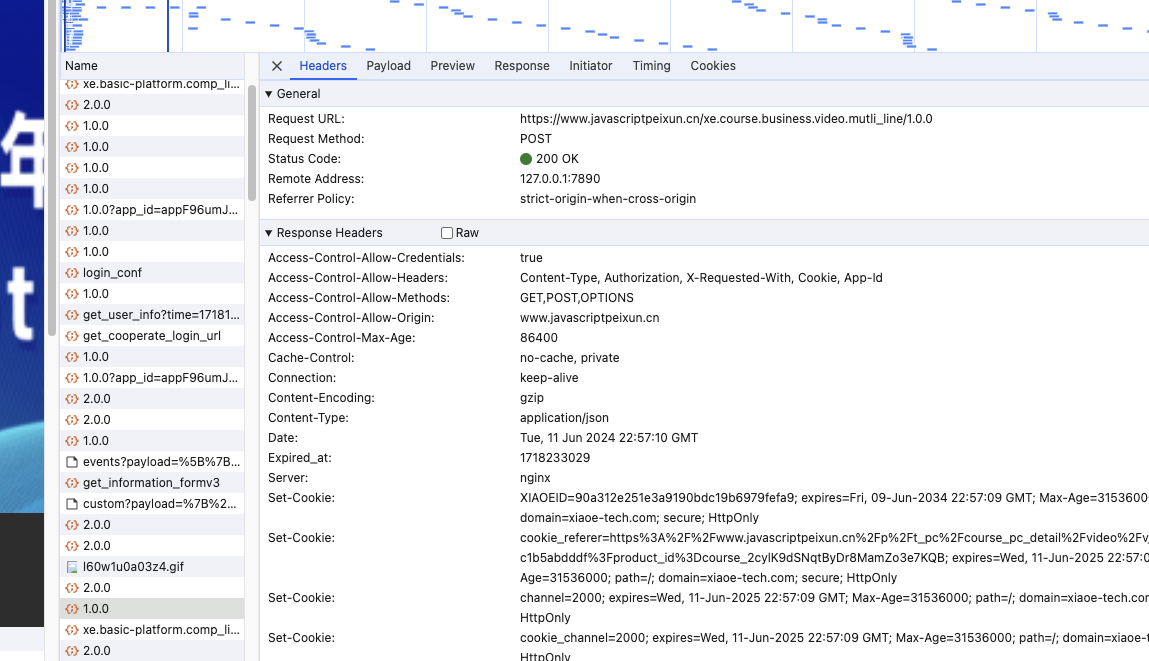 年
t
Name
xe.basic-platform.comp_li...
2.0.0
1.0.0
1.0.0
1.0.0
1.0.0
1.0.0?app_id=appF96umJ...
1.0.0
1.0.0
login_conf
1.0.0
get_user_info?time=17181...
get_cooperate_login_url
1.0.0
1.0.0?app_id=appF96umJ...
2.0.0
2.0.0
1.0.0
events?payload=%5B%7B...
get_information_formv3
custom?payload=%7B%2...
2.0.0
2.0.0
l60w1u0a03z4.gif
2.0.0
1.0.0
xe.basic-platform.comp_li...
2.0.0
Headers Payload Preview Response Initiator Timing Cookies
General
Request URL: https://www.javascriptpeixun.cn/xe.course.business.video.mutli_line/1.0.0
Request Method: POST
Status Code: 200 OK
Remote Address: 127.0.0.1:7890
Referrer Policy: strict-origin-when-cross-origin
Response Headers Raw
Access-Control-Allow-Credentials: true
Access-Control-Allow-Headers: Content-Type, Authorization, X-Requested-With, Cookie, App-Id
Access-Control-Allow-Methods: GET,POST,OPTIONS
Access-Control-Allow-Origin: www.javascriptpeixun.cn
Access-Control-Max-Age: 86400
Cache-Control: no-cache, private
Connection: keep-alive
Content-Encoding: gzip
Content-Type: application/json
Date: Tue, 11 Jun 2024 22:57:10 GMT
Expired_at: 1718233029
Server: nginx
Set-Cookie: XIAOEID=90a312e251e3a9190bdc19b6979fefa9; expires=Fri, 09-Jun-2034 22:57:09 GMT; Max-Age=3153600
domain=xiaoe-tech.com; secure; HttpOnly
Set-Cookie: cookie_referer=https%3A%2F%2Fwww.javascriptpeixun.cn%2Fp%2Ft_pc%2Fcourse_pc_detail%2Fvideo%2Fv_
c1b5abdddf%3Fproduct_id%3Dcourse_2cylK9dSNqtByDr8MamZo3e7KQB; expires=Wed, 11-Jun-2025 22:57:0
Age=31536000; path=/; domain=xiaoe-tech.com; secure; HttpOnly
Set-Cookie: channel=2000; expires=Wed, 11-Jun-2025 22:57:09 GMT; Max-Age=31536000; path=/; domain=xiaoe-tech.cor
HttpOnly
Set-Cookie: cookie_channel=2000; expires=Wed, 11-Jun-2025 22:57:09 GMT; Max-Age=31536000; path=/; domain=xiaoe-t
HttpOnly